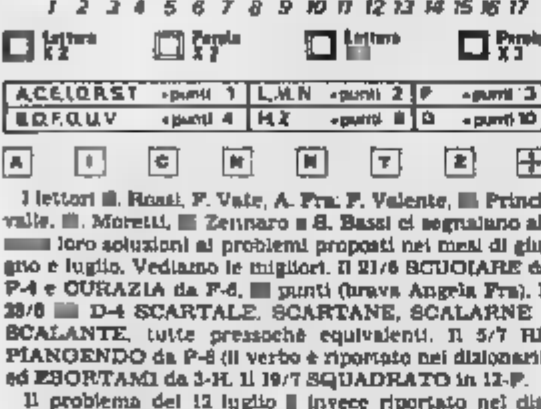 1 2 3 4 5 6 7 8 9 10 11 12 13 14 15 16 17
Lettera Parola Lettera Parola
X 2 X 2 X 3
A,C,E,I,O,R,S,T =punti 1 L,M,N =punti 2 P =punti 3
B,D,F,G,U,V =punti 4 H,Z =punti 8 Q =punti 10
A I C N N T Z
I lettori Rossi, F. Vate, A. Fra, F. Valente, Princi
valle, Moretti, Zennaro e S. Bassi ci segnalano al
loro soluzioni ai problemi proposti nei mesi di giu
gno e luglio. Vediamo le migliori. Il 21/6 SCUOIARE da
F-4 e CURAZIA da F-6, punti (brava Angela Fra).
28/6 D-4 SCARTALE, SCARTANE, SCALARNE
SCALANTE, tutte pressoché equivalenti. Il 5/7 RI
PIANGENDO da F-6 (il verbo è riportato nei dizionari
ed ESORTAMI da 3-H. Il 19/7 SQUADRATO in 12-F.
Il problema del 12 luglio invece riportato nel di